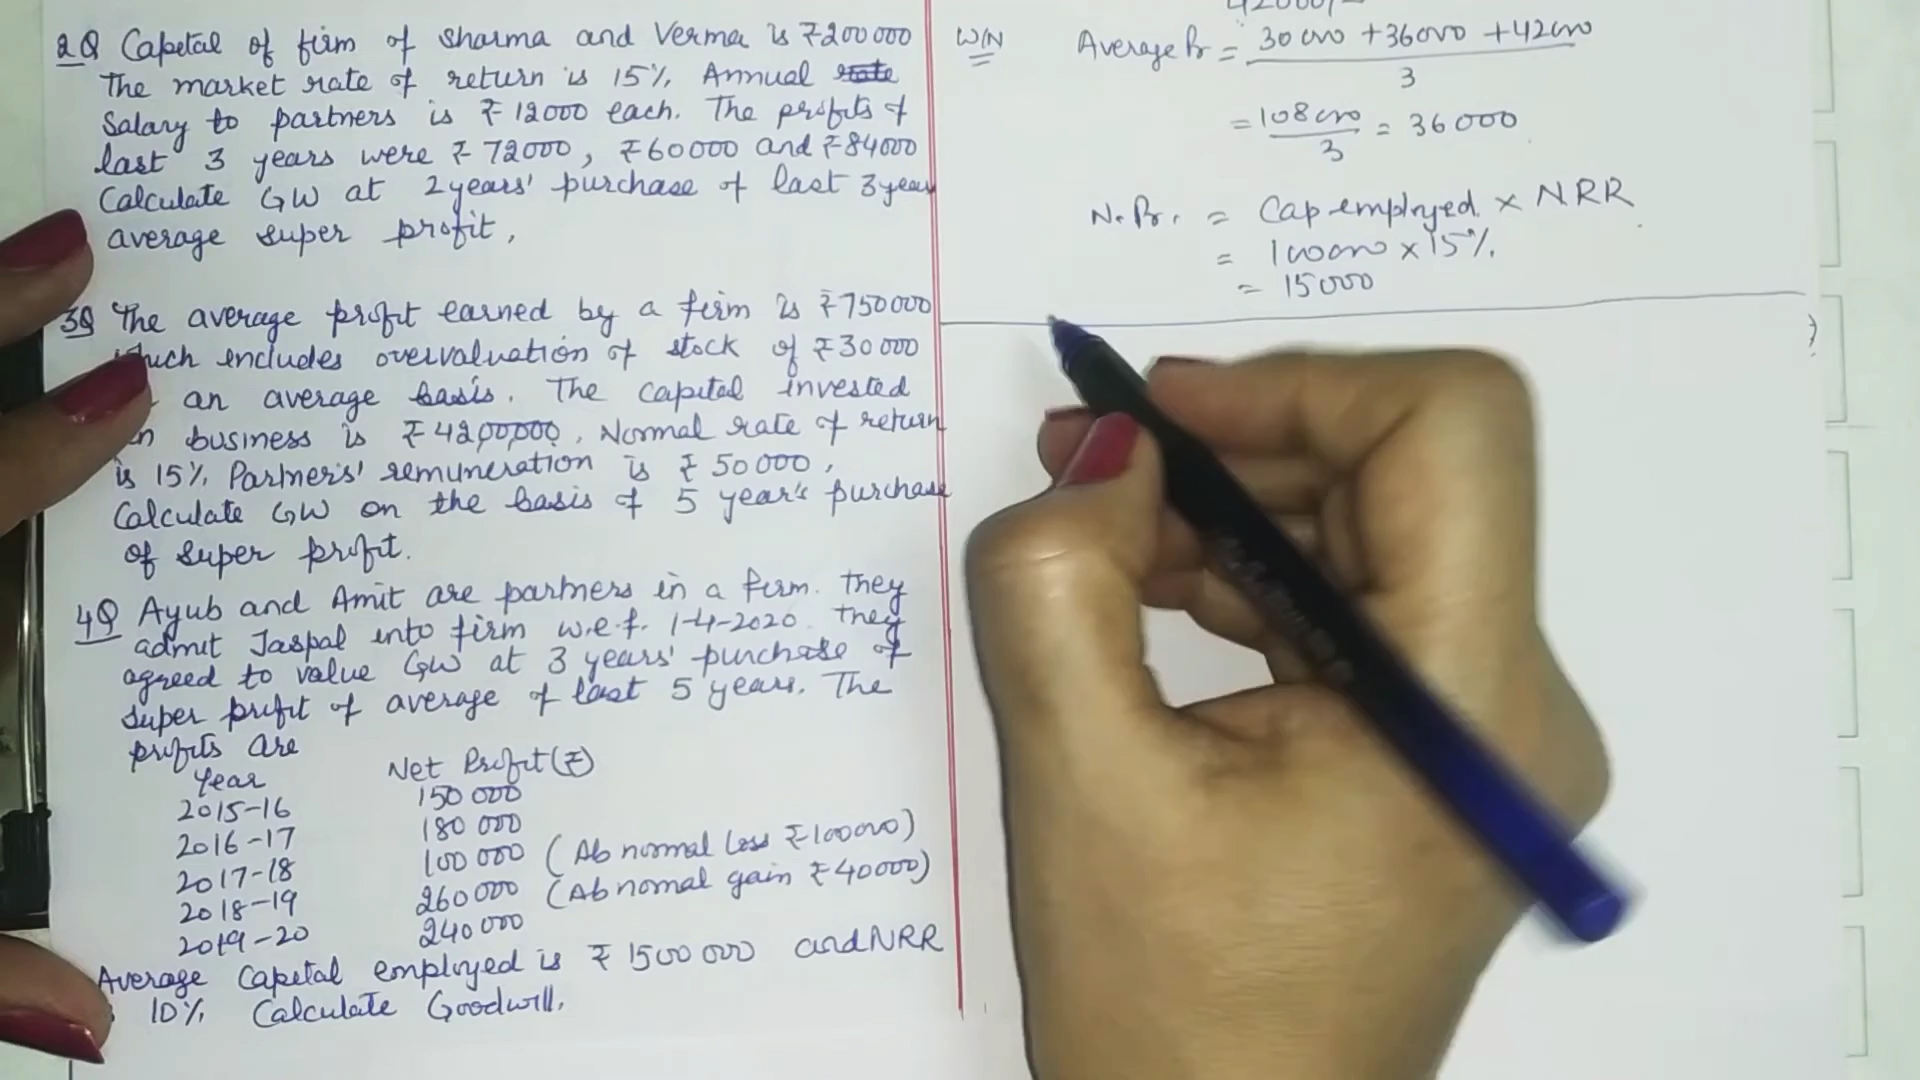 2Q Capetal of firm of Sharma and Verma is ₹200000
The market rate of return is 15%. Annual rate
Salary to partners is ₹12000 each. The profits of
last 3 years were ₹72000, ₹60000 and ₹84000
Calculate GW at 2 years' purchase of last 3 year
average super profit.
3Q The average profit earned by a firm is ₹750000
which encludes overvaluation of stock of ₹30000
an average basis. The capital invested
in business is ₹4200,000. Normal rate of return
is 15%. Partners' remuneration is ₹50000.
Calculate GW on the basis of 5 year's purchase
of super profit.
4Q Ayub and Amit are partners in a firm. they
admit Jaspal into firm w.e.f. 1-4-2020. they
agreed to value GW at 3 years' purchase of
super profit of average of last 5 years. The
profits are
Year Net Profit (₹)
2015-16 150000
2016-17 180000
2017-18 100000 (Abnormal loss ₹100000)
2018-19 260000 (Abnomal gain ₹40000)
2019-20 240000
Average Capital employed is ₹1500000 and NRR
10%. Calculate Goodwill.
W/N Average Pr = 30000 + 36000 + 42000
3
= 108000 = 36000
3
N. Pr. = Cap employed × NRR
= 100000 × 15%
= 15000